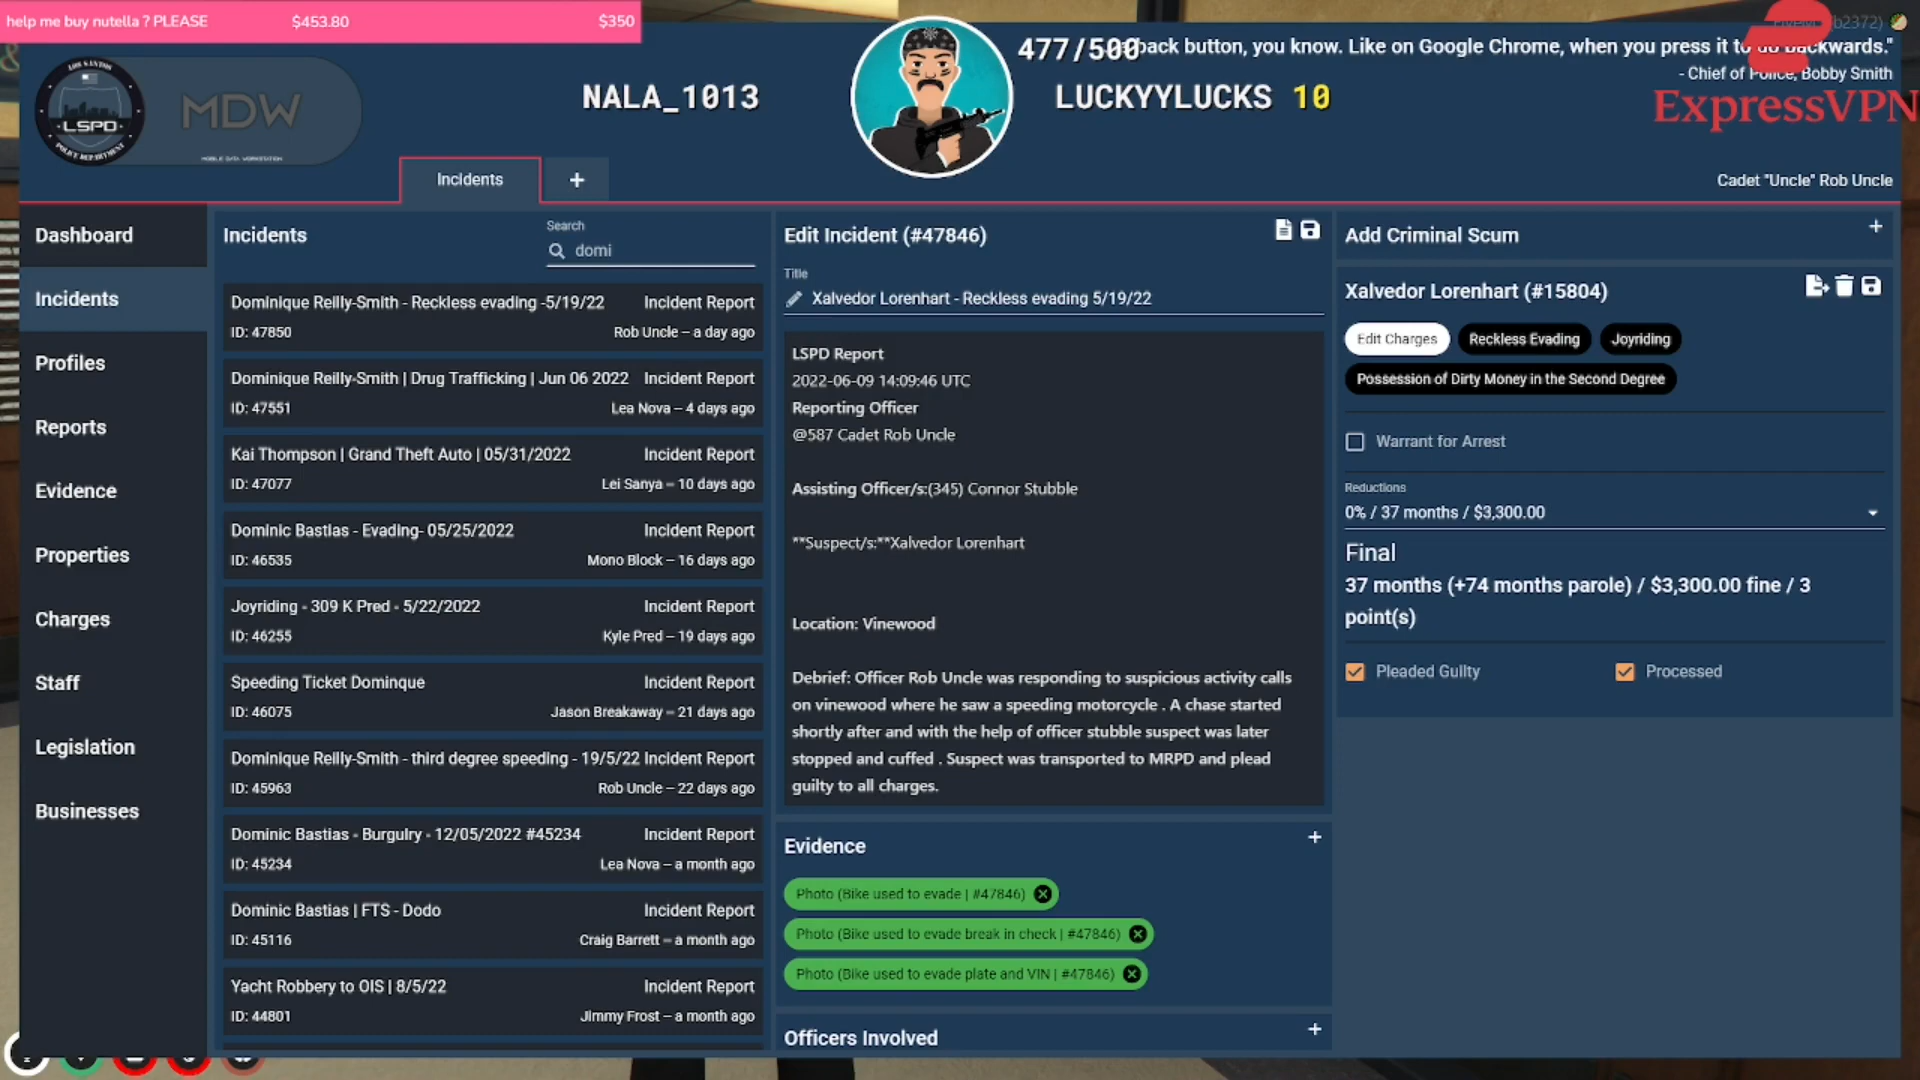 help me buy nutella ? PLEASE $453.80 $350
477/500
back button, you know. Like on Google Chrome, when you press it to go backwards."
- Chief of Police, Bobby Smith
ExpressVPN
LOS SANTOS
LSPD
POLICE DEPARTMENT
MDW
MOBILE DATA WORKSTATION
NALA_1013
LUCKYYLUCKS 10
Incidents
+
Cadet "Uncle" Rob Uncle
Dashboard
Incidents
Profiles
Reports
Evidence
Properties
Charges
Staff
Legislation
Businesses
Incidents
Search
domi
Dominique Reilly-Smith - Reckless evading -5/19/22 Incident Report
ID: 47850 Rob Uncle – a day ago
Dominique Reilly-Smith | Drug Trafficking | Jun 06 2022 Incident Report
ID: 47551 Lea Nova – 4 days ago
Kai Thompson | Grand Theft Auto | 05/31/2022 Incident Report
ID: 47077 Lei Sanya – 10 days ago
Dominic Bastias - Evading- 05/25/2022 Incident Report
ID: 46535 Mono Block – 16 days ago
Joyriding - 309 K Pred - 5/22/2022 Incident Report
ID: 46255 Kyle Pred – 19 days ago
Speeding Ticket Dominque Incident Report
ID: 46075 Jason Breakaway – 21 days ago
Dominique Reilly-Smith - third degree speeding - 19/5/22 Incident Report
ID: 45963 Rob Uncle – 22 days ago
Dominic Bastias - Burgulry - 12/05/2022 #45234 Incident Report
ID: 45234 Lea Nova – a month ago
Dominic Bastias | FTS - Dodo Incident Report
ID: 45116 Craig Barrett – a month ago
Yacht Robbery to OIS | 8/5/22 Incident Report
ID: 44801 Jimmy Frost – a month ago
Edit Incident (#47846)
Title
Xalvedor Lorenhart - Reckless evading 5/19/22
LSPD Report
2022-06-09 14:09:46 UTC
Reporting Officer
@587 Cadet Rob Uncle
Assisting Officer/s:(345) Connor Stubble
**Suspect/s:**Xalvedor Lorenhart
Location: Vinewood
Debrief: Officer Rob Uncle was responding to suspicious activity calls
on vinewood where he saw a speeding motorcycle . A chase started
shortly after and with the help of officer stubble suspect was later
stopped and cuffed . Suspect was transported to MRPD and plead
guilty to all charges.
Evidence +
Photo (Bike used to evade | #47846)
Photo (Bike used to evade break in check | #47846)
Photo (Bike used to evade plate and VIN | #47846)
Officers Involved +
Add Criminal Scum +
Xalvedor Lorenhart (#15804)
Edit Charges Reckless Evading Joyriding
Possession of Dirty Money in the Second Degree
Warrant for Arrest
Reductions
0% / 37 months / $3,300.00
Final
37 months (+74 months parole) / $3,300.00 fine / 3
point(s)
Pleaded Guilty Processed